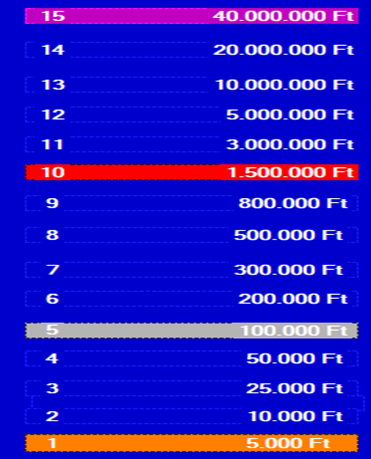 15 40.000.000 Ft
14 20.000.000 Ft
13 10.000.000 Ft
12 5.000.000 Ft
11 3.000.000 Ft
10 1.500.000 Ft
9 800.000 Ft
8 500.000 Ft
7 300.000 Ft
6 200.000 Ft
5 100.000 Ft
4 50.000 Ft
3 25.000 Ft
2 10.000 Ft
1 5.000 Ft